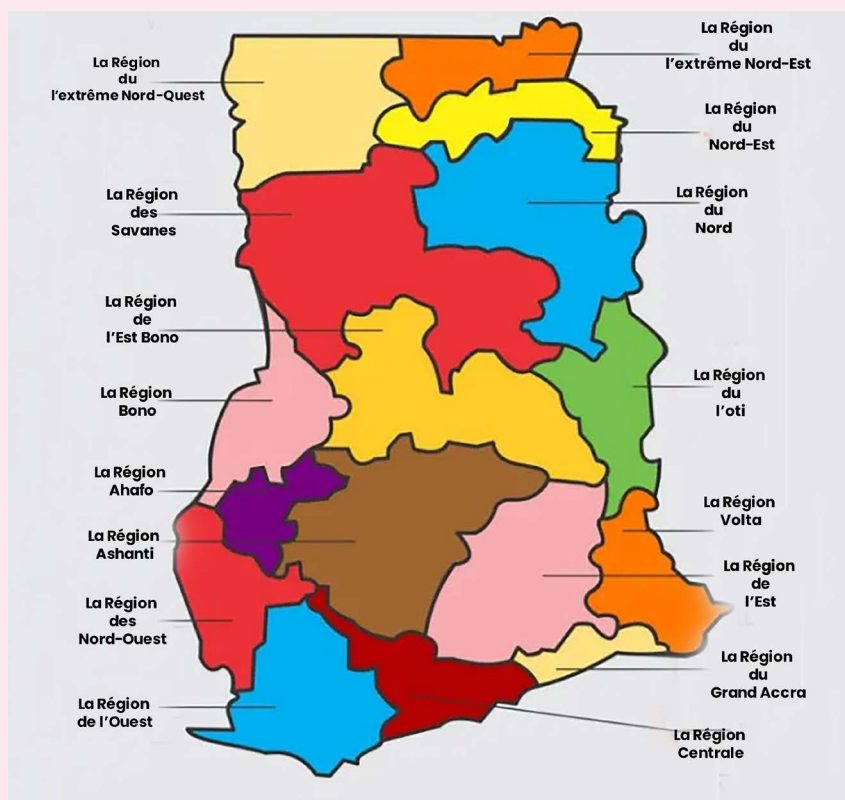 La Région
du
l'extrême Nord-Quest
La Région
des
Savanes
La Région
de
l'Est Bono
La Région
Bono
La Région
Ahafo
La Région
Ashanti
La Région
des
Nord-Ouest
La Région
de l'Ouest
La Région
du
l'extrême Nord-Est
La Région
du
Nord-Est
La Région
du
Nord
La Région
du
l'oti
La Région
Volta
La Région
de
l'Est
La Région
du
Grand Accra
La Région
Centrale